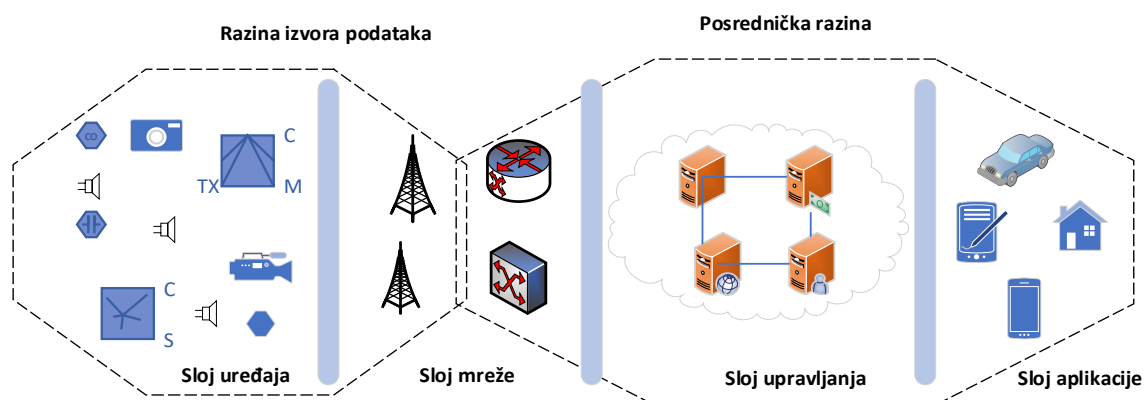 Razina izvora podataka
Posrednička razina
CO
C
TX
M
C
S
Sloj uređaja
Sloj mreže
Sloj upravljanja
Sloj aplikacije